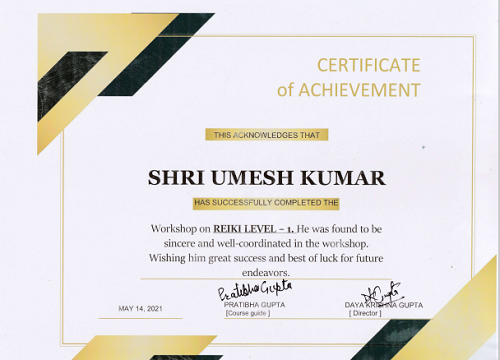 CERTIFICATE
of ACHIEVEMENT
THIS ACKNOWLEDGES THAT
SHRI UMESH KUMAR
HAS SUCCESSFULLY COMPLETED THE
Workshop on REIKI LEVEL – 1. He was found to be
sincere and well-coordinated in the workshop.
Wishing him great success and best of luck for future
endeavors.
Pratibha Gupta
MAY 14, 2021
PRATIBHA GUPTA
[Course guide ]
DAYA KRISHNA GUPTA
[ Director ]